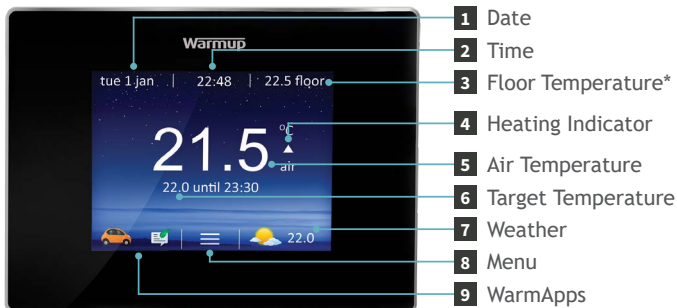 Warmup
tue 1 jan | 22:48 | 22.5 floor
21.5 °C
air
22.0 until 23:30
22.0
1 Date
2 Time
3 Floor Temperature*
4 Heating Indicator
5 Air Temperature
6 Target Temperature
7 Weather
8 Menu
9 WarmApps